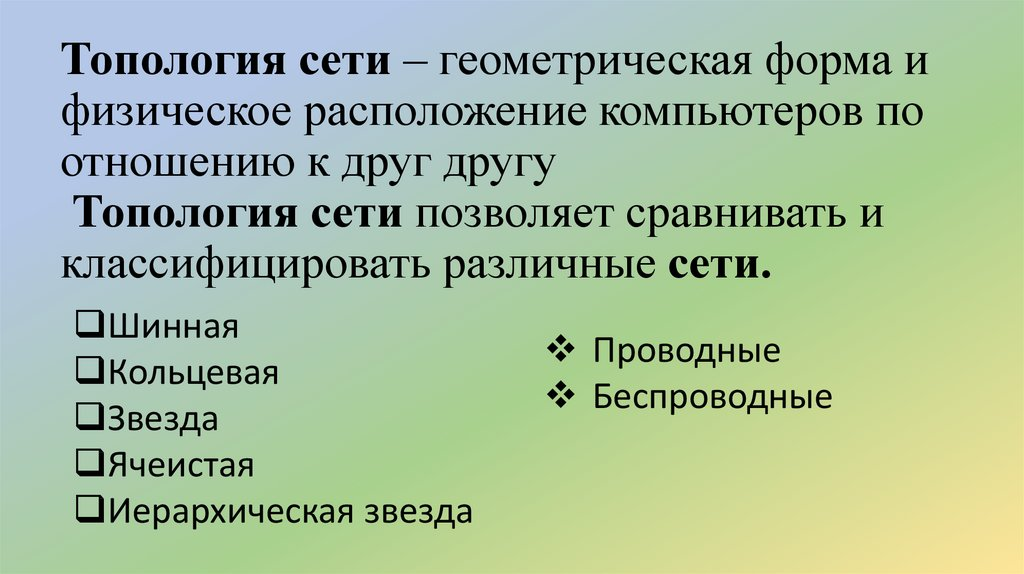 Топология сети – геометрическая форма и
физическое расположение компьютеров по
отношению к друг другу
Топология сети позволяет сравнивать и
классифицировать различные сети.
❑Шинная
❑Кольцевая
❑Звезда
❑Ячеистая
❑Иерархическая звезда
❖ Проводные
❖ Беспроводные